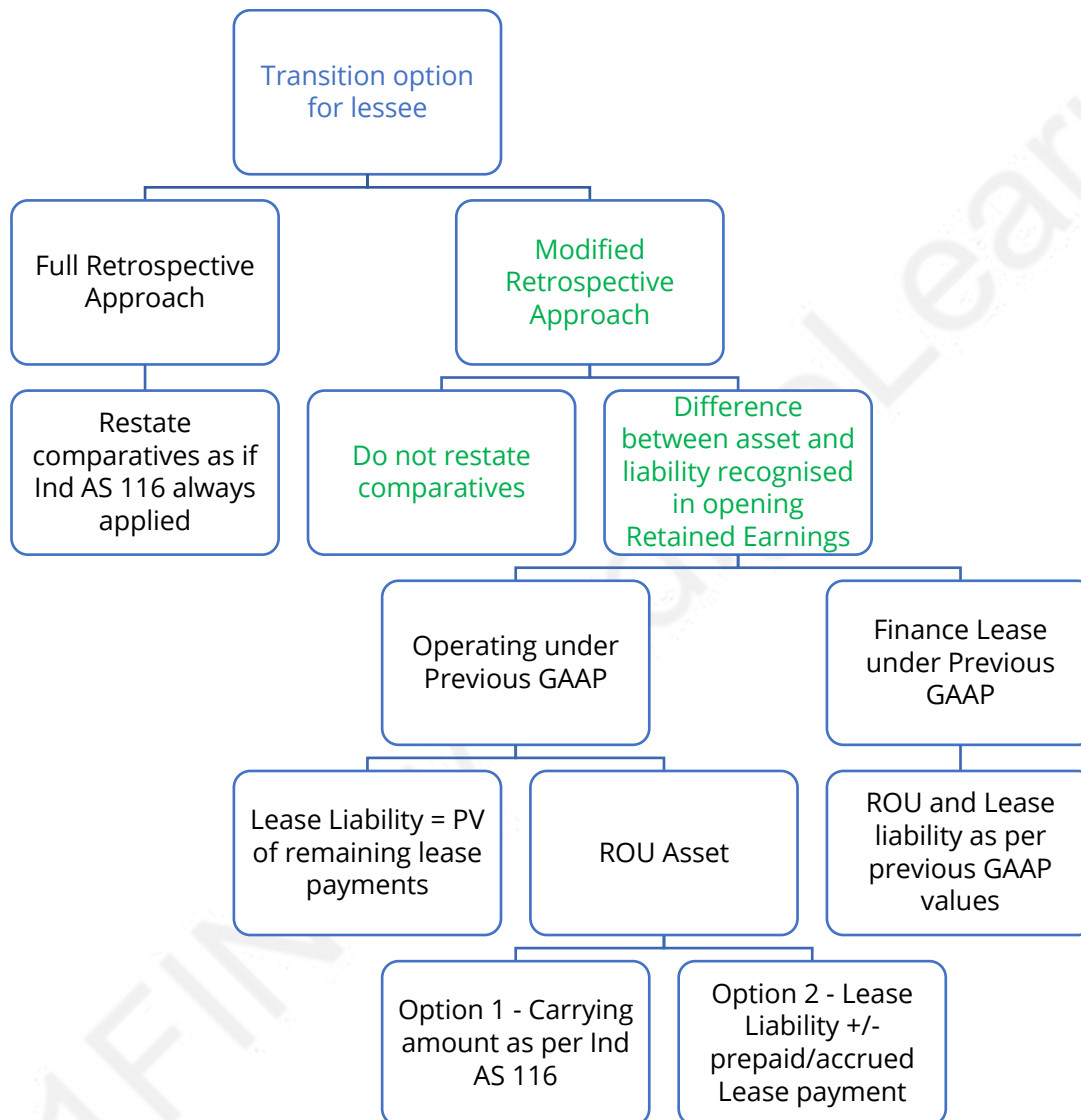 Transition option
for lessee
Full Retrospective
Approach
Modified
Retrospective
Approach
Restate
comparatives as if
Ind AS 116 always
applied
Do not restate
comparatives
Difference
between asset and
liability recognised
in opening
Retained Earnings
Operating under
Previous GAAP
Finance Lease
under Previous
GAAP
Lease Liability = PV
of remaining lease
payments
ROU Asset
ROU and Lease
liability as per
previous GAAP
values
Option 1 - Carrying
amount as per Ind
AS 116
Option 2 - Lease
Liability +/-
prepaid/accrued
Lease payment